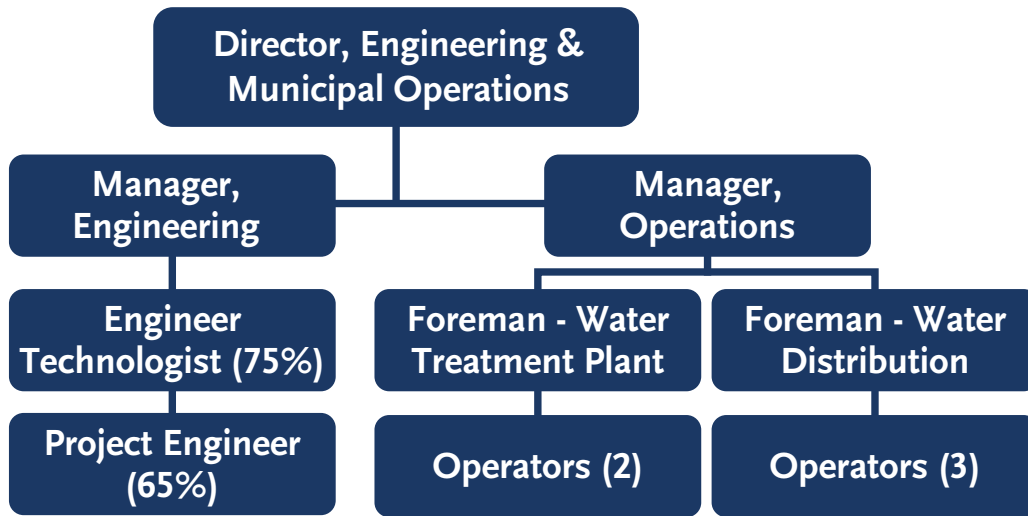 Director, Engineering &
Municipal Operations
Manager,
Engineering
Manager,
Operations
Engineer
Technologist (75%)
Foreman - Water
Treatment Plant
Foreman - Water
Distribution
Project Engineer
(65%)
Operators (2)
Operators (3)